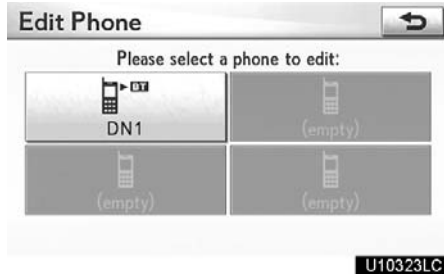 Edit Phone
Please select a phone to edit:
BT
DN1
(empty)
(empty)
(empty)
U10323LC